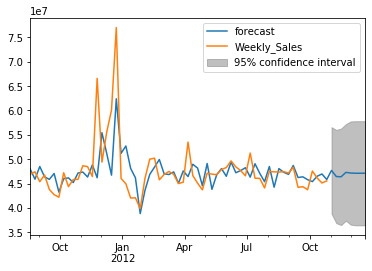 1e7
7.5
7.0
6.5
6.0
5.5
5.0
4.5
4.0
3.5
forecast
Weekly_Sales
95% confidence interval
Oct
Jan
2012
Apr
Jul
Oct